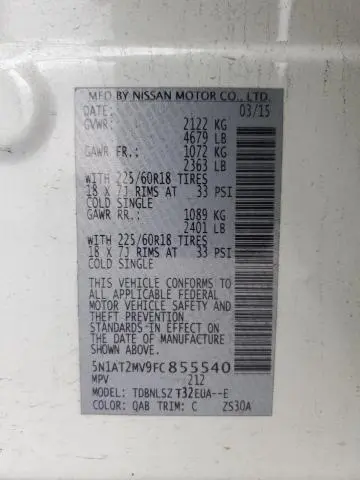 MFD BY NISSAN MOTOR CO., LTD.
DATE: 03/15
GVWR: 2122 KG
4679 LB
GAWR FR.: 1072 KG
2363 LB
WITH 225/60R18 TIRES
18 X 7J RIMS AT 33 PSI
COLD SINGLE
GAWR RR.: 1089 KG
2401 LB
WITH 225/60R18 TIRES
18 X 7J RIMS AT 33 PSI
COLD SINGLE
THIS VEHICLE CONFORMS TO
ALL APPLICABLE FEDERAL
MOTOR VEHICLE SAFETY AND
THEFT PREVENTION
STANDARDS IN EFFECT ON
THE DATE OF MANUFACTURE
SHOWN ABOVE.
5N1AT2MV9FC855540
MPV 212
MODEL: TDBNLSZ T32EUA--E
COLOR: QAB TRIM: C ZS30A